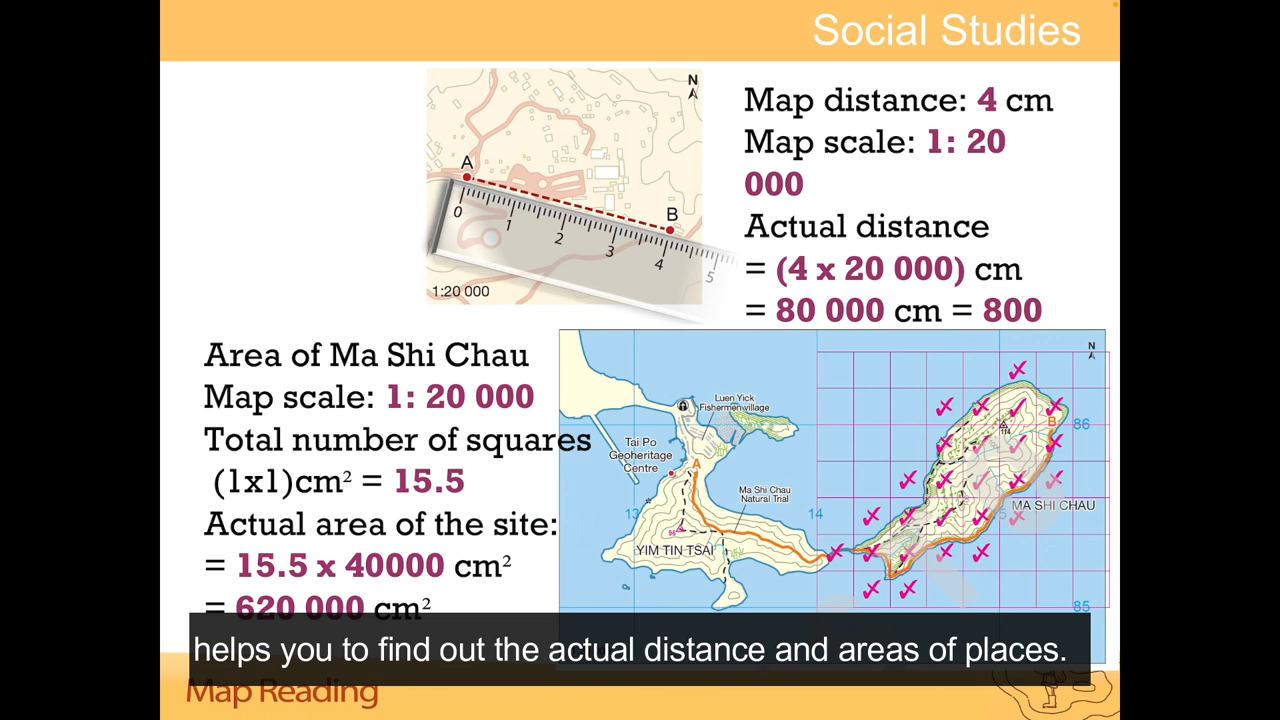 Social Studies
N
A
B
0 1 2 3 4 5
1:20 000
Map distance: 4 cm
Map scale: 1: 20
000
Actual distance
= (4 x 20 000) cm
= 80 000 cm = 800
Area of Ma Shi Chau
Map scale: 1: 20 000
Total number of squares
(1x1)cm² = 15.5
Actual area of the site:
= 15.5 x 40000 cm²
= 620 000 cm²
N
Luen Yick
Fishermen village
Tai Po
Geoheritage
Centre
A
B
86
114
Ma Shi Chau
Natural Trial
13
14
15
MA SHI CHAU
YIM TIN TSAI
85
helps you to find out the actual distance and areas of places.
Map Reading